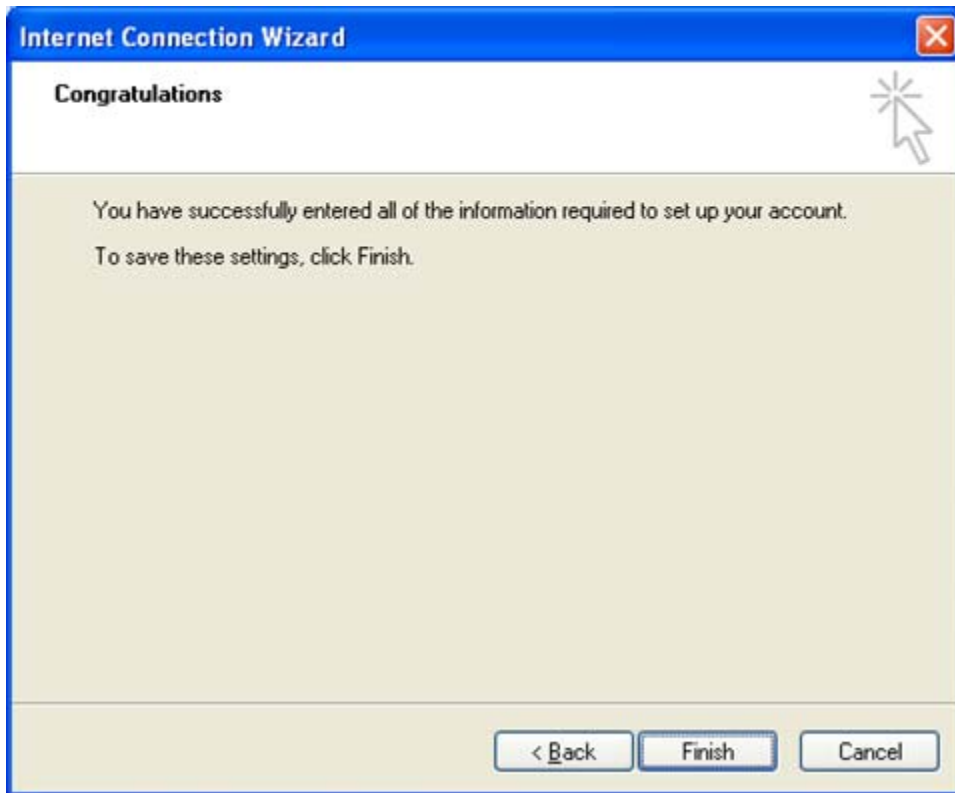 Internet Connection Wizard
Congratulations
You have successfully entered all of the information required to set up your account.
To save these settings, click Finish.
< Back Finish Cancel